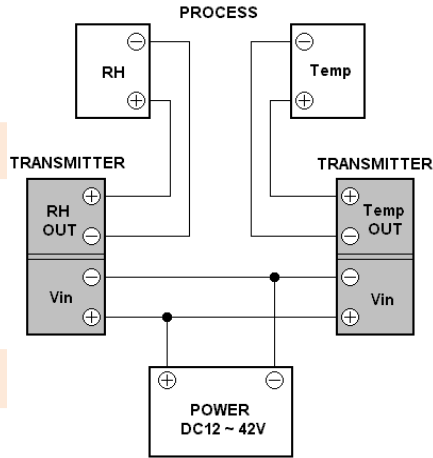 PROCESS
RH
Temp
TRANSMITTER
TRANSMITTER
RH
OUT
Temp
OUT
Vin
Vin
POWER
DC12 ~ 42V